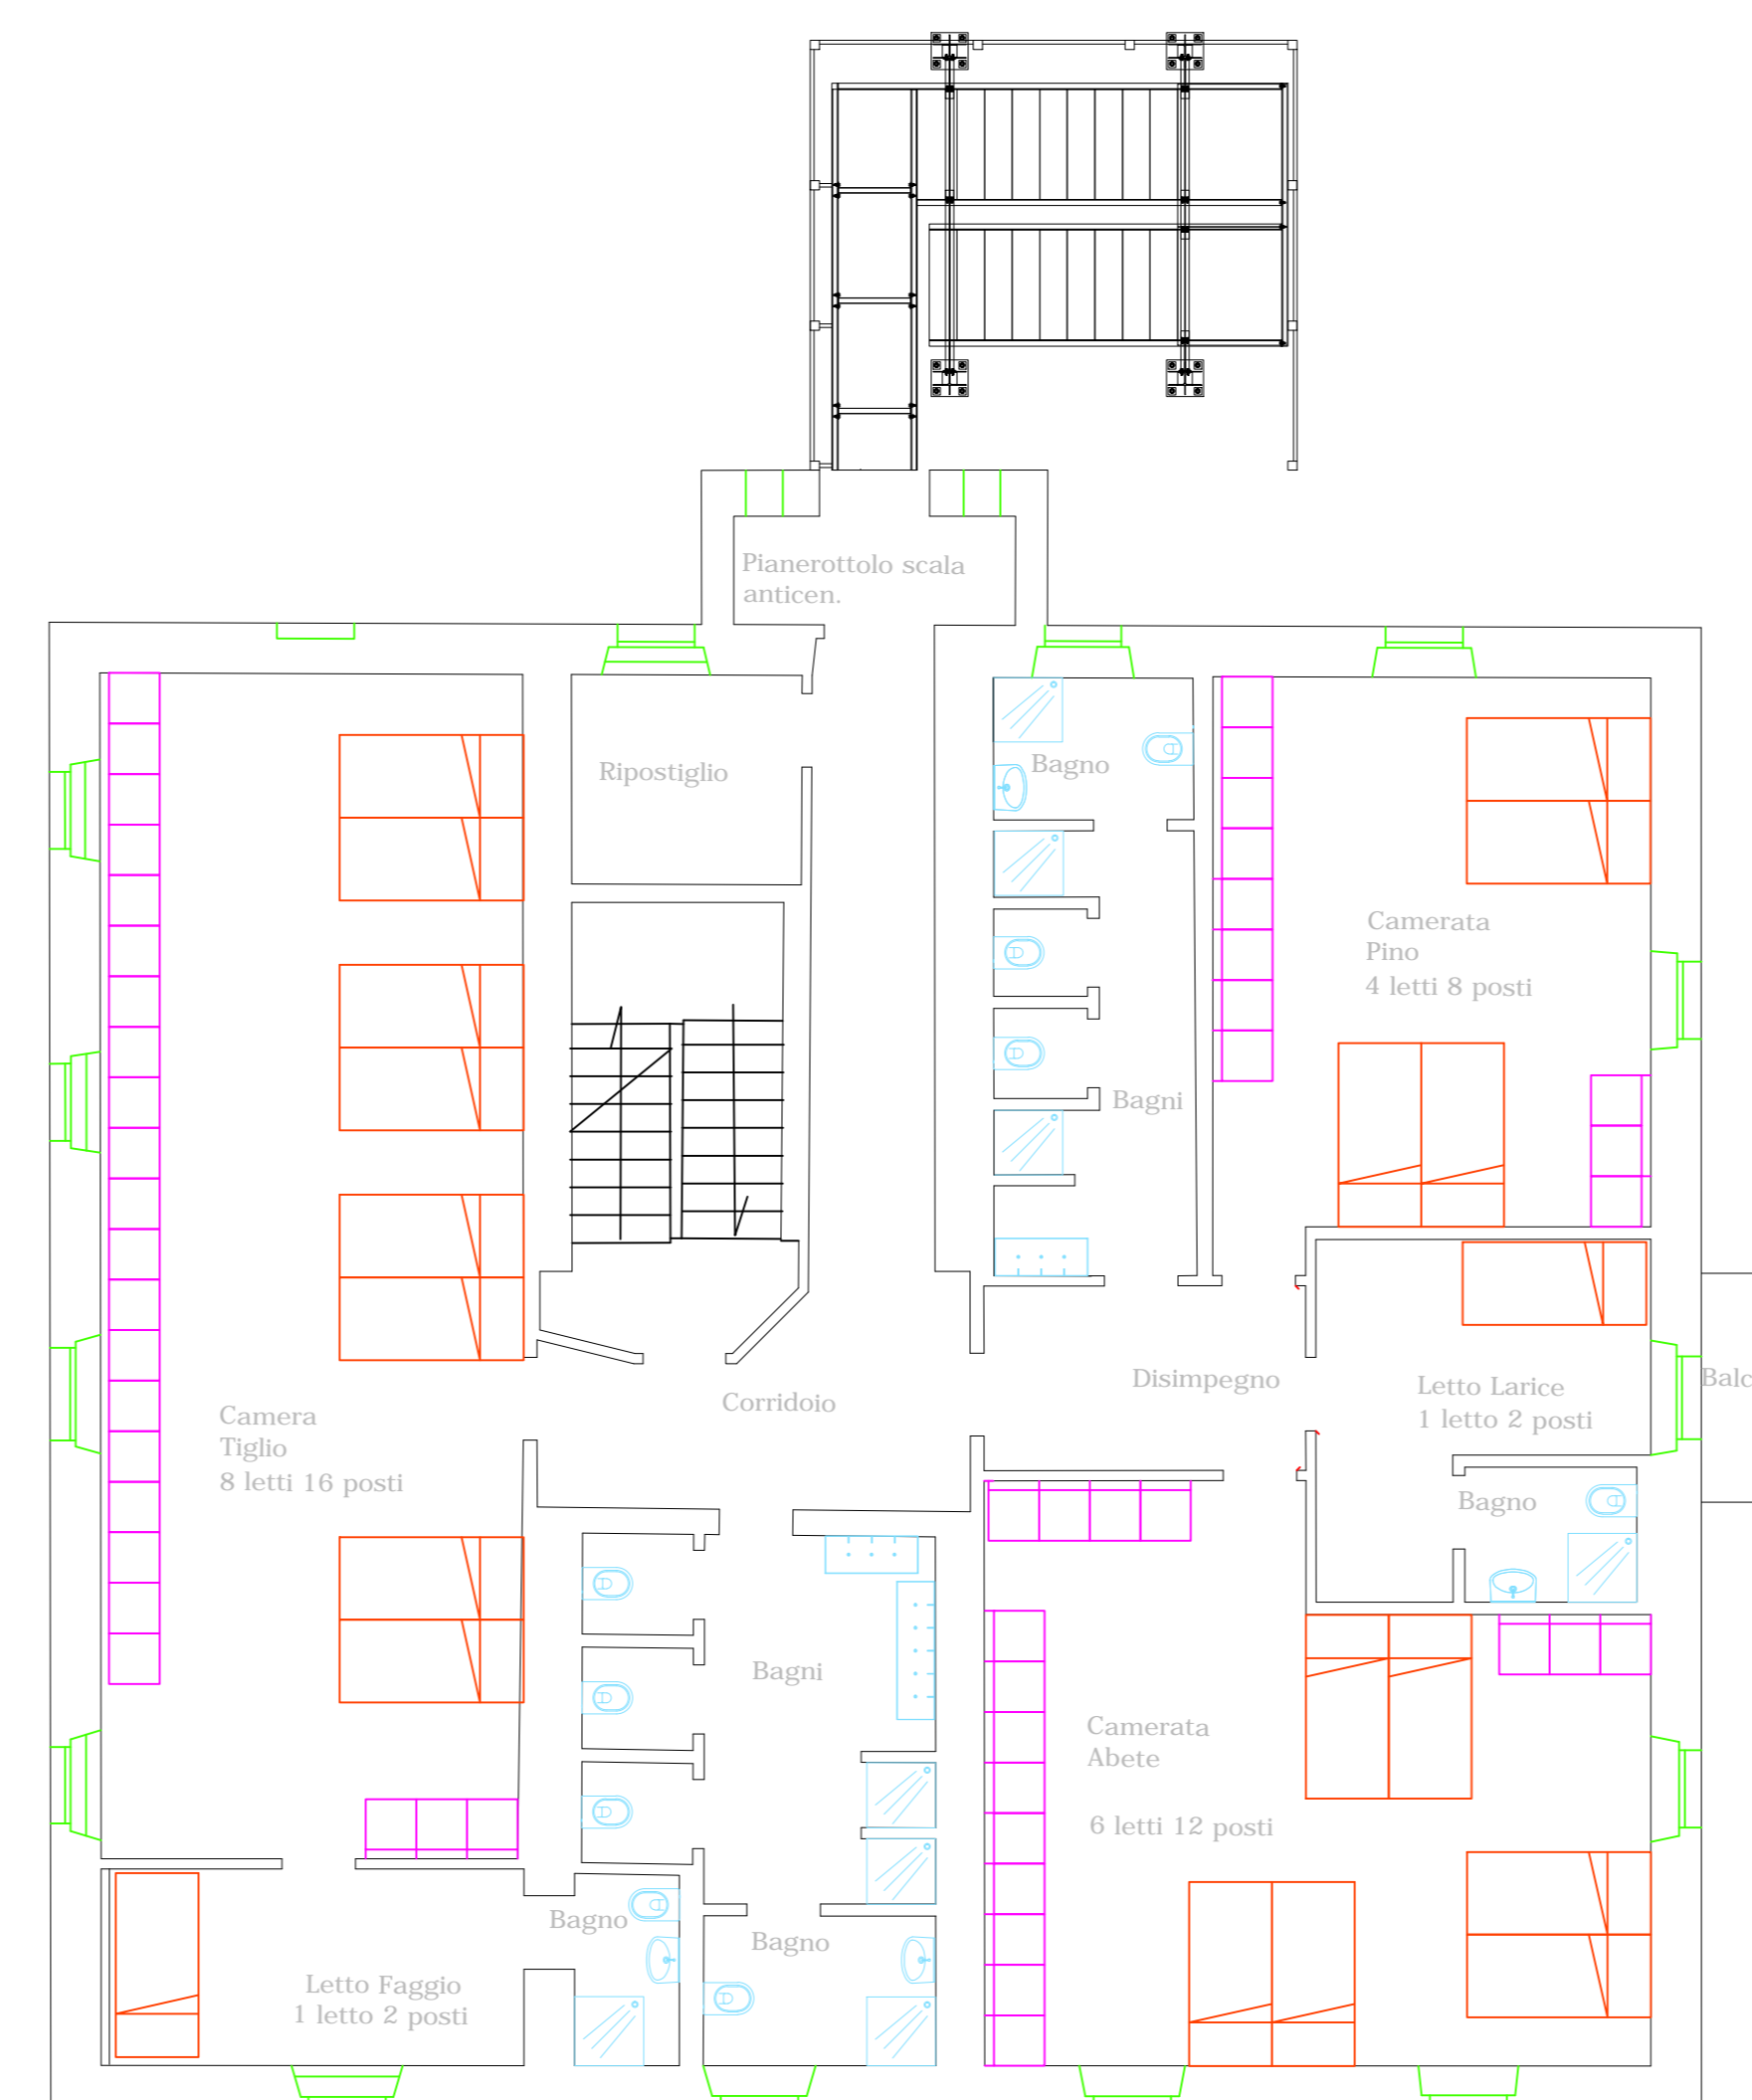 Pianerottolo scala
anticen.
Ripostiglio
Bagno
Camerata
Pino
4 letti 8 posti
Bagni
Disimpegno
Letto Larice
1 letto 2 posti
Balc
Corridoio
Camera
Tiglio
8 letti 16 posti
Bagno
Bagni
Camerata
Abete
6 letti 12 posti
Bagno
Bagno
Letto Faggio
1 letto 2 posti